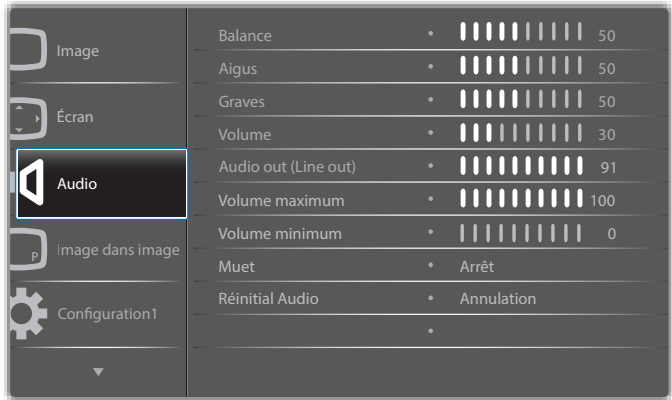 Image
Écran
Audio
P
Image dans image
Configuration1
Balance • 50
Aigus • 50
Graves • 50
Volume • 30
Audio out (Line out) • 91
Volume maximum • 100
Volume minimum • 0
Muet • Arrêt
Réinitial Audio • Annulation
•